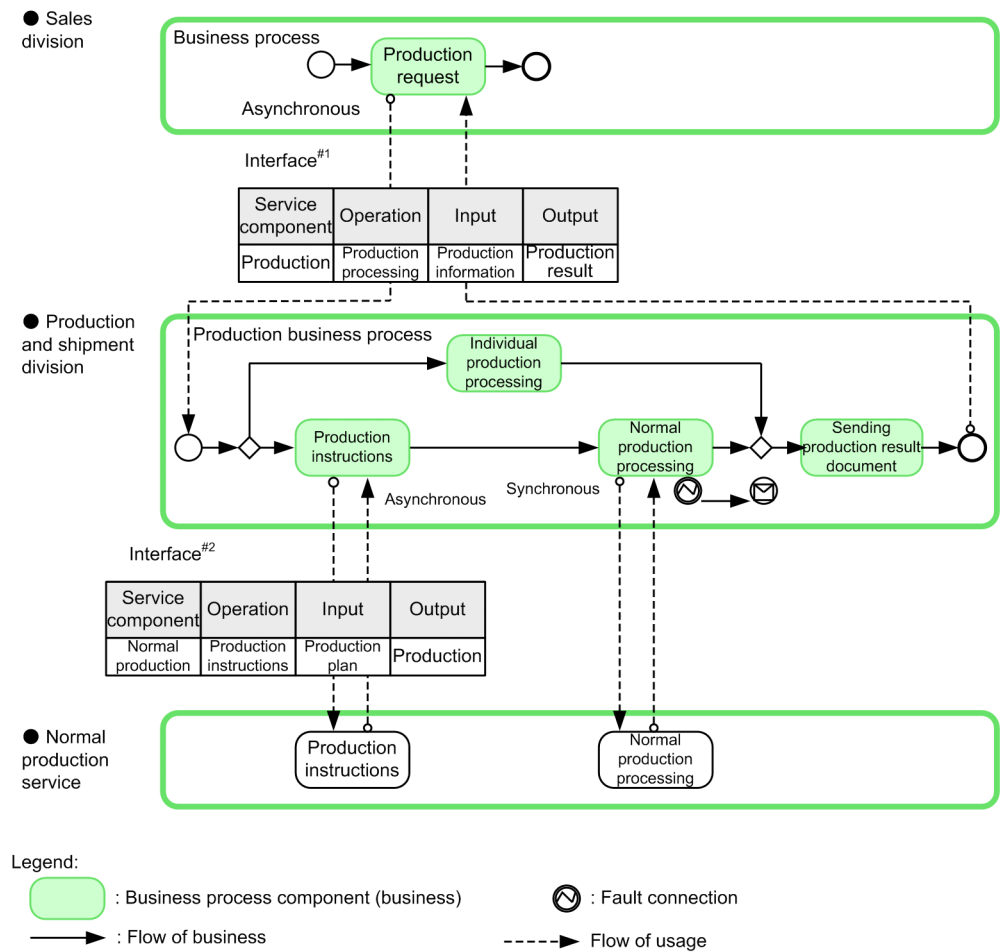 ● Sales
division
Business process
Production
request
Asynchronous
Interface#1
Service
component
Operation
Input
Output
Production
Production
processing
Production
information
Production
result
● Production
and shipment
division
Production business process
Individual
production
processing
Production
instructions
Normal
production
processing
Sending
production result
document
Asynchronous
Synchronous
Interface#2
Service
component
Operation
Input
Output
Normal
production
Production
instructions
Production
plan
Production
● Normal
production
service
Production
instructions
Normal
production
processing
Legend:
: Business process component (business)
: Fault connection
: Flow of business
Flow of usage